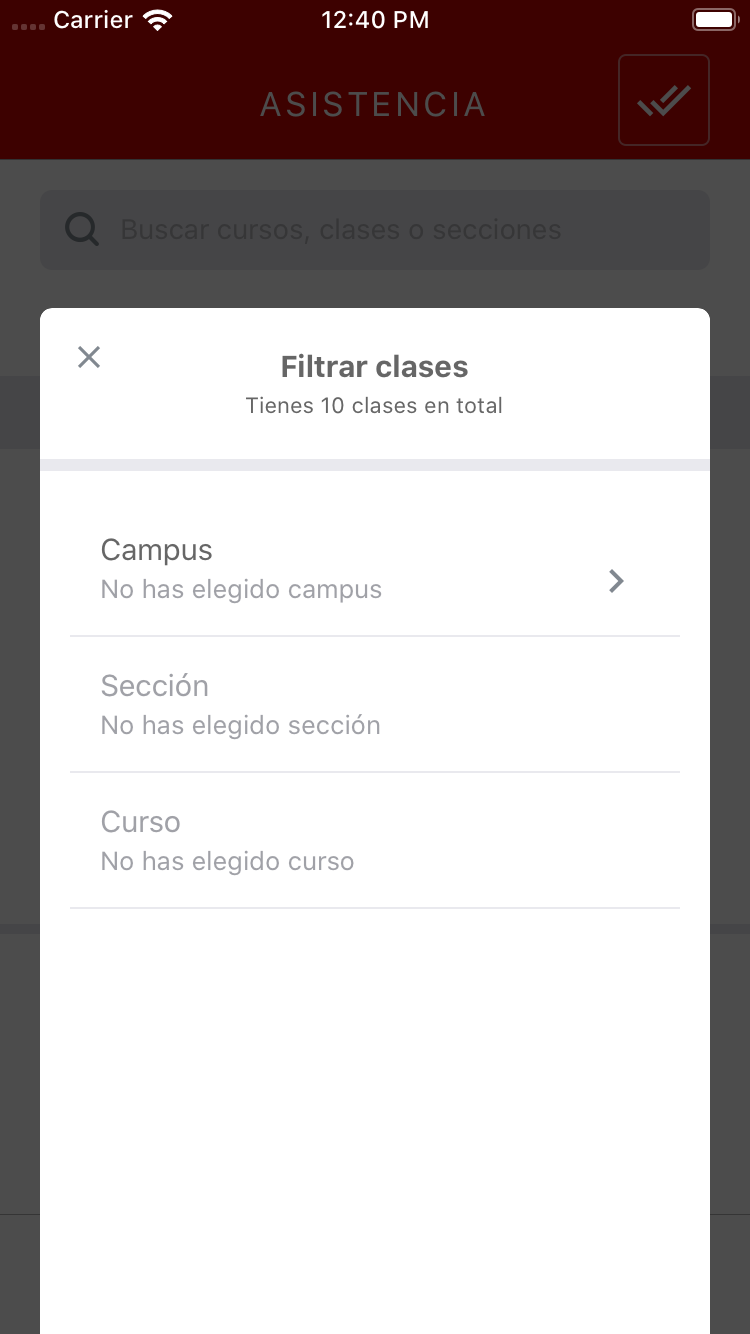 Carrier 12:40 PM
ASISTENCIA
Buscar cursos, clases o secciones
Filtrar clases
Tienes 10 clases en total
Campus
No has elegido campus
Sección
No has elegido sección
Curso
No has elegido curso